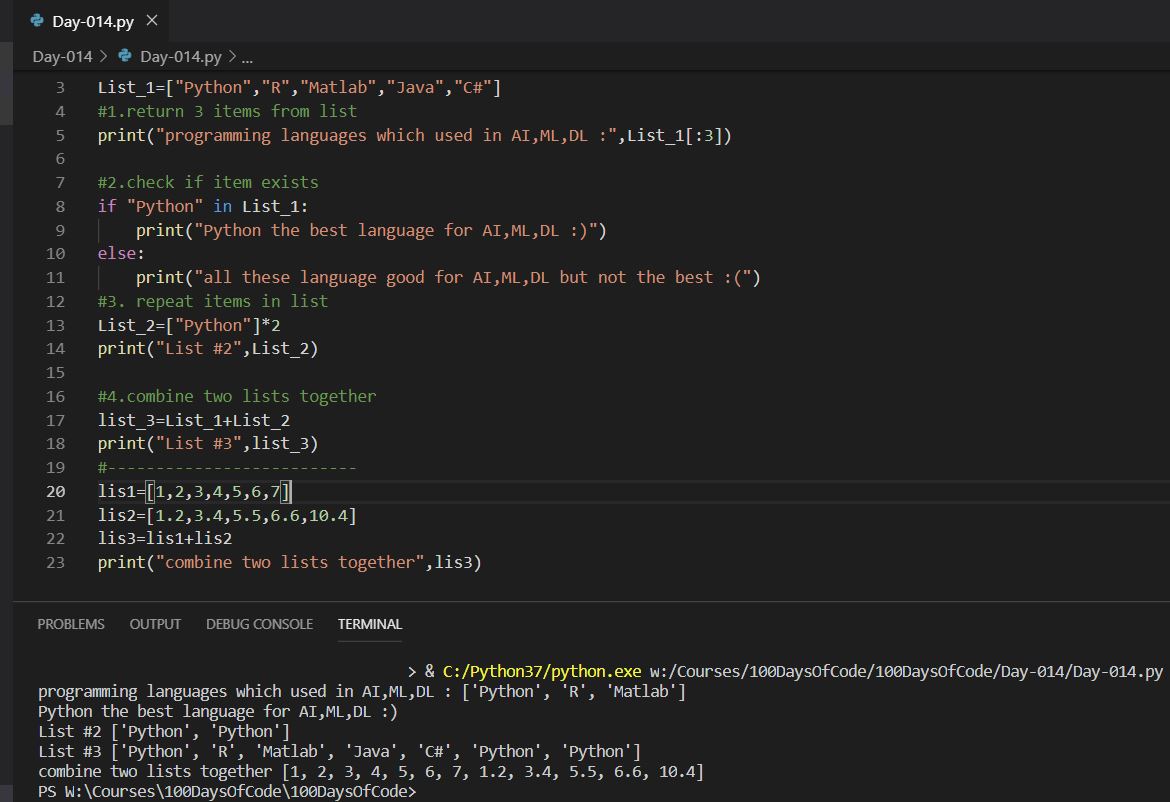 Day-014.py
Day-014 > Day-014.py > ...
3 List_1=["Python","R","Matlab","Java","C#"]
4 #1.return 3 items from list
5 print("programming languages which used in AI,ML,DL :",List_1[:3])
6
7 #2.check if item exists
8 if "Python" in List_1:
9 print("Python the best language for AI,ML,DL :)")
10 else:
11 print("all these language good for AI,ML,DL but not the best :(")
12 #3. repeat items in list
13 List_2=["Python"]*2
14 print("List #2",List_2)
15
16 #4.combine two lists together
17 list_3=List_1+List_2
18 print("List #3",list_3)
19 #--------------------------
20 lis1=[1,2,3,4,5,6,7]
21 lis2=[1.2,3.4,5.5,6.6,10.4]
22 lis3=lis1+lis2
23 print("combine two lists together",lis3)
PROBLEMS OUTPUT DEBUG CONSOLE TERMINAL
> & C:/Python37/python.exe w:/Courses/100DaysOfCode/100DaysOfCode/Day-014/Day-014.py
programming languages which used in AI,ML,DL : ['Python', 'R', 'Matlab']
Python the best language for AI,ML,DL :)
List #2 ['Python', 'Python']
List #3 ['Python', 'R', 'Matlab', 'Java', 'C#', 'Python', 'Python']
combine two lists together [1, 2, 3, 4, 5, 6, 7, 1.2, 3.4, 5.5, 6.6, 10.4]
PS W:\Courses\100DaysOfCode\100DaysOfCode>